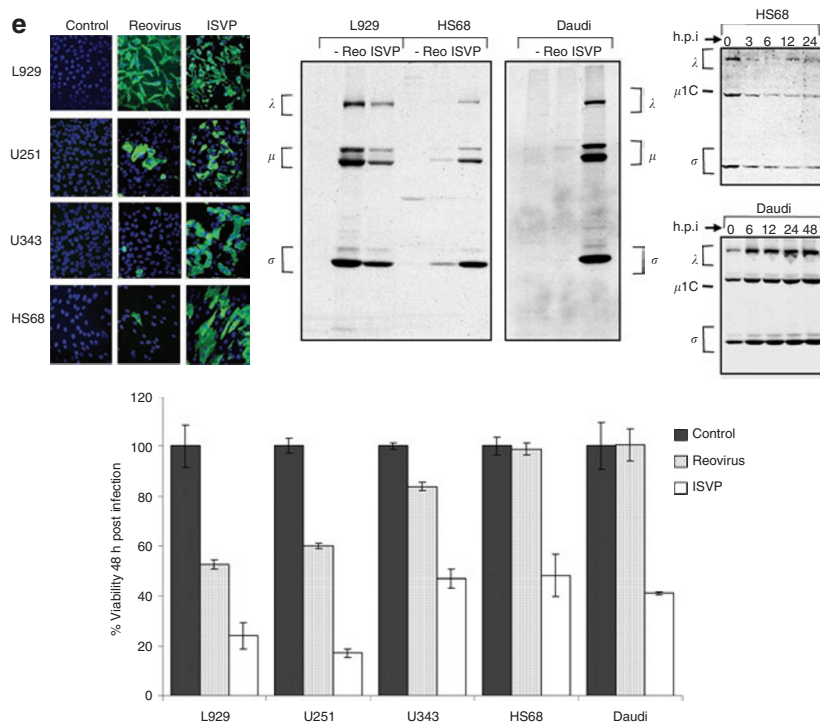 e
Control Reovirus ISVP
L929
U251
U343
HS68
L929 HS68
- Reo ISVP - Reo ISVP
λ
μ
σ
Daudi
- Reo ISVP
λ
μ
σ
HS68
h.p.i 0 3 6 12 24
λ
μ1C
σ
Daudi
h.p.i 0 6 12 24 48
λ
μ1C
σ
% Viability 48 h post infection
120
100
80
60
40
20
0
L929 U251 U343 HS68 Daudi
Control
Reovirus
ISVP